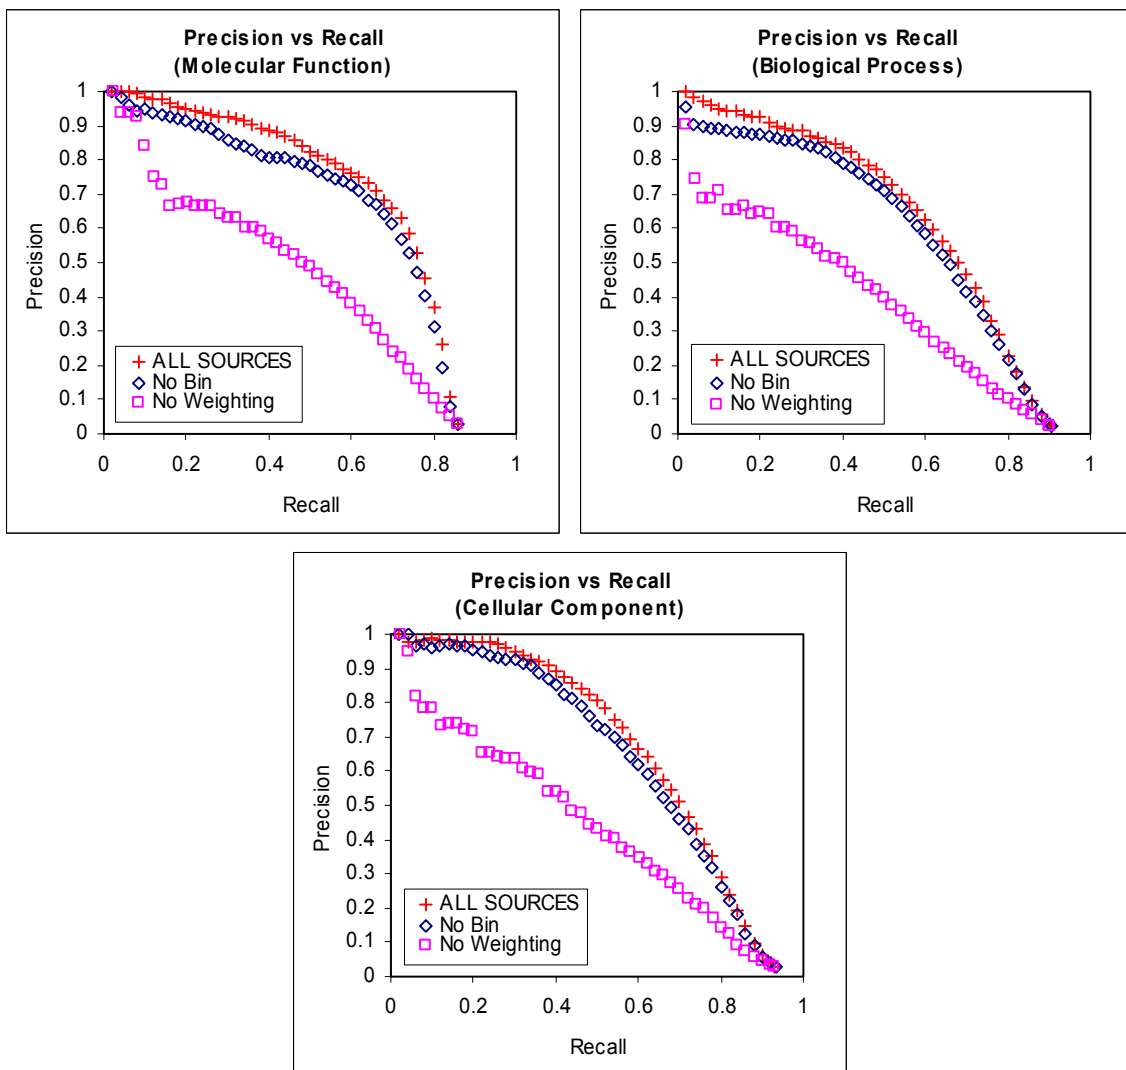 Precision vs Recall
(Molecular Function)
1
0.9
0.8
0.7
0.6
0.5
0.4
0.3
0.2
0.1
0
Precision
ALL SOURCES
No Bin
No Weighting
0 0.2 0.4 0.6 0.8 1
Recall
Precision vs Recall
(Biological Process)
1
0.9
0.8
0.7
0.6
0.5
0.4
0.3
0.2
0.1
0
Precision
ALL SOURCES
No Bin
No Weighting
0 0.2 0.4 0.6 0.8 1
Recall
Precision vs Recall
(Cellular Component)
1
0.9
0.8
0.7
0.6
0.5
0.4
0.3
0.2
0.1
0
Precision
ALL SOURCES
No Bin
No Weighting
0 0.2 0.4 0.6 0.8 1
Recall